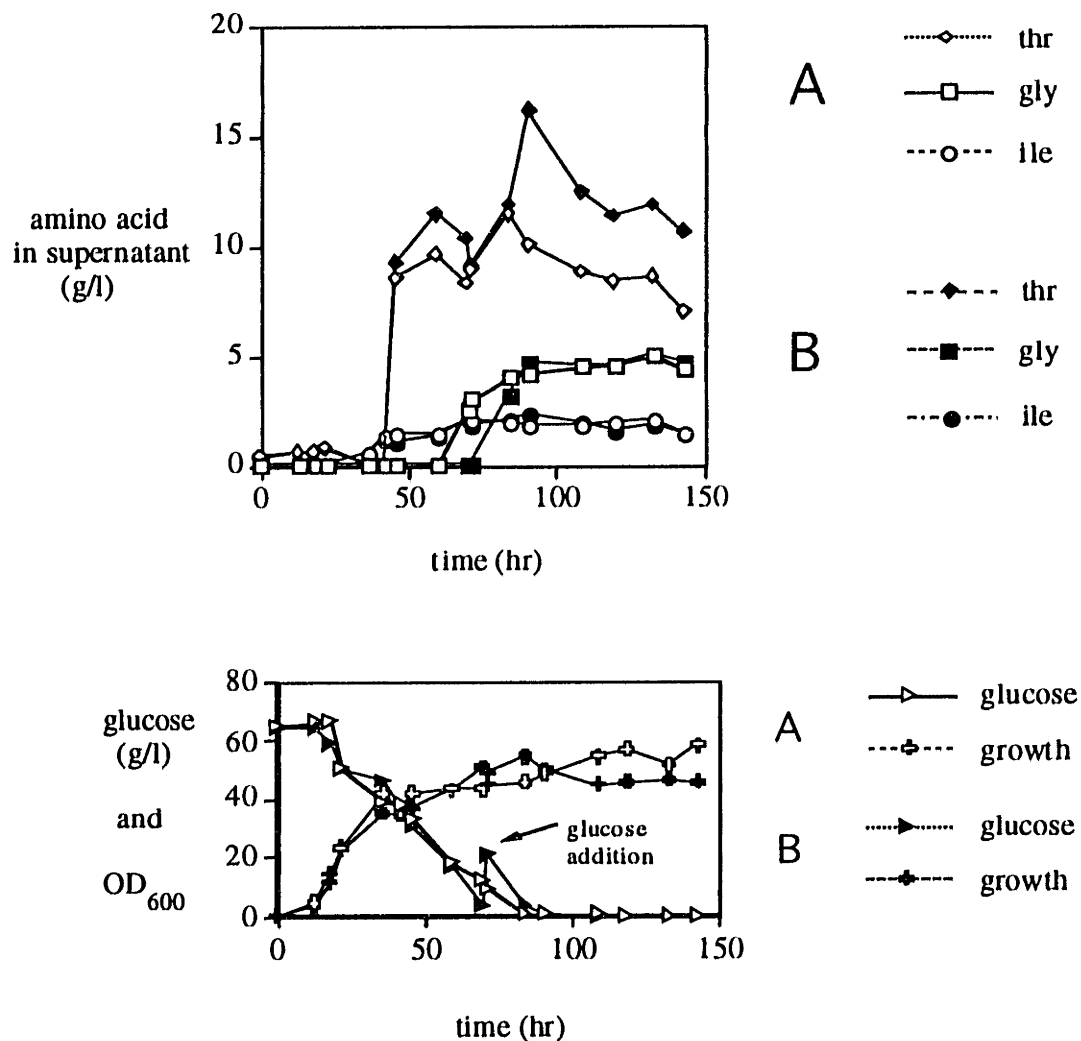 20
15
10
5
0
0
50
100
150
amino acid
in supernatant
(g/l)
time (hr)
A
thr
gly
ile
B
thr
gly
ile
80
60
40
20
0
0
50
100
150
glucose
(g/l)
and
OD600
glucose
addition
time (hr)
A
glucose
growth
B
glucose
growth